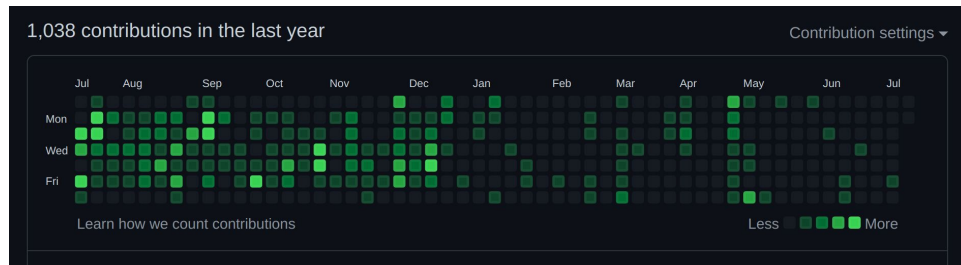 1,038 contributions in the last year
Contribution settings
Jul Aug Sep Oct Nov Dec Jan Feb Mar Apr May Jun Jul
Mon
Wed
Fri
Learn how we count contributions
Less More